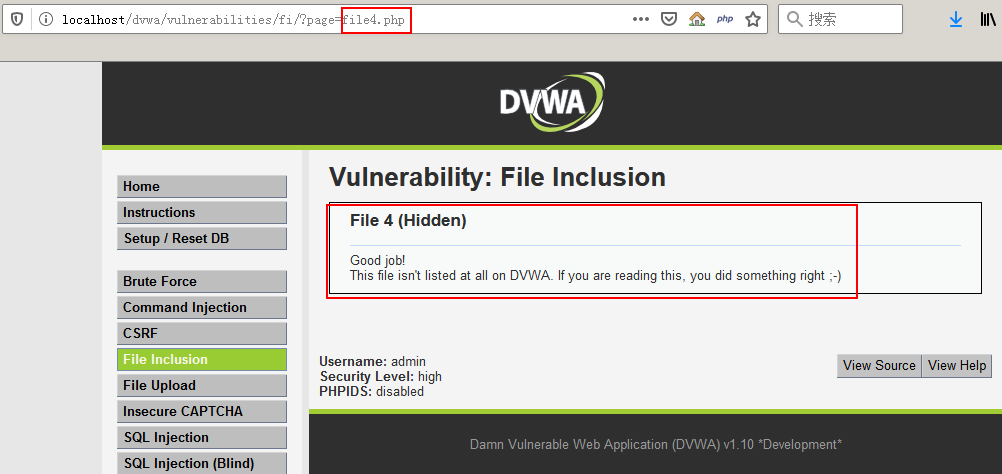 localhost/dvwa/vulnerabilities/fi/?page=file4.php
php
搜索
DVWA
Home
Instructions
Setup / Reset DB
Brute Force
Command Injection
CSRF
File Inclusion
File Upload
Insecure CAPTCHA
SQL Injection
SQL Injection (Blind)
Vulnerability: File Inclusion
File 4 (Hidden)
Good job!
This file isn't listed at all on DVWA. If you are reading this, you did something right ;-)
Username: admin
Security Level: high
PHPIDS: disabled
View Source View Help
Damn Vulnerable Web Application (DVWA) v1.10 *Development*